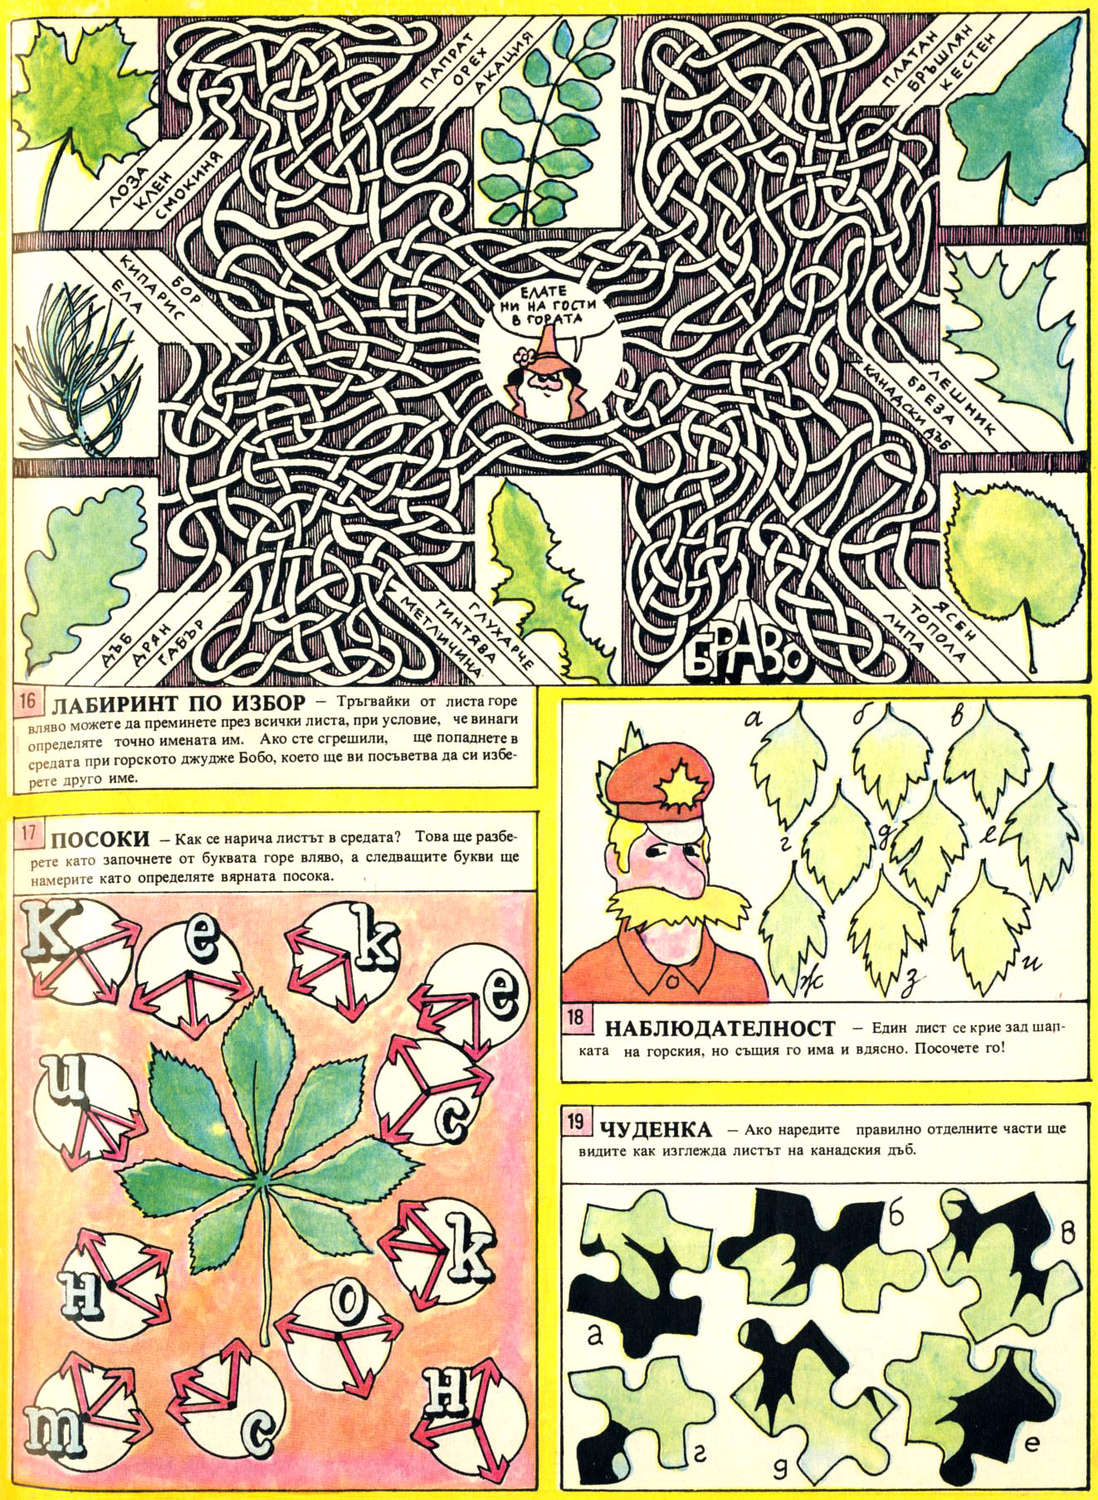 ЛОЗА
КЛЕН
СМОКИНЯ
ПАПРАТ
ОРЕХ
АКАЦИЯ
ПЛАТАН
БРЪШЛЯН
КЕСТЕН
БОР
КИПАРИС
ЕЛА
ЕЛАТЕ
НИ НА ГОСТИ
В ГОРАТА
ЛЕШНИК
БРЕЗА
КАНАДСКИ ДЪБ
ДЪБ
ДРЯН
ГАБЪР
ГЛУХАРЧЕ
ТИНТЯВА
МЕТЛИЧИНА
БРАВО
ЯСЕН
ТОПОЛА
ЛИПА
16 ЛАБИРИНТ ПО ИЗБОР – Тръгвайки от листа горе
вляво можете да преминете през всички листа, при условие, че винаги
определяте точно имената им. Ако сте сгрешили, ще попаднете в
средата при горското джудже Бобо, което ще ви посъветва да си избе-
рете друго име.
17 ПОСОКИ – Как се нарича листът в средата? Това ще разбе-
рете като започнете от буквата горе вляво, а следващите букви ще
намерите като определяте вярната посока.
К
е
k
е
и
с
н
k
о
т
с
н
а
б
в
г
д
е
ж
з
и
18 НАБЛЮДАТЕЛНОСТ – Един лист се крие зад шап-
ката на горския, но същия го има и вдясно. Посочете го!
19 ЧУДЕНКА – Ако наредите правилно отделните части ще
видите как изглежда листът на канадския дъб.
а
б
в
г
д
е